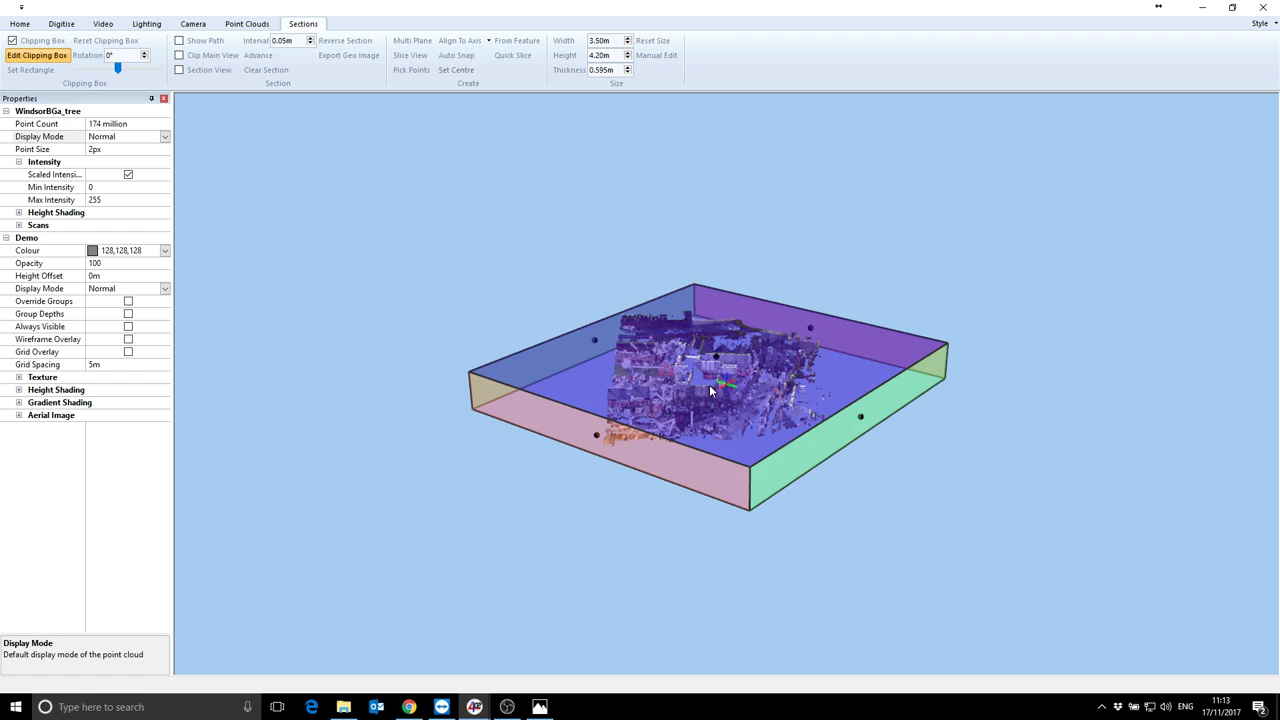 Home Digitise Video Lighting Camera Point Clouds Sections Style
Clipping Box Reset Clipping Box
Edit Clipping Box Rotation 0°
Set Rectangle
Clipping Box
Show Path Interval 0.05m Reverse Section
Clip Main View Advance Export Geo Image
Section View Clear Section
Section
Multi Plane Align To Axis From Feature
Slice View Auto Snap Quick Slice
Pick Points Set Centre
Create
Width 3.50m Reset Size
Height 4.20m Manual Edit
Thickness 0.595m
Size
Properties
WindsorBGa_tree
Point Count 174 million
Display Mode Normal
Point Size 2px
Intensity
Scaled Intensi...
Min Intensity 0
Max Intensity 255
Height Shading
Scans
Demo
Colour 128,128,128
Opacity 100
Height Offset 0m
Display Mode Normal
Override Groups
Group Depths
Always Visible
Wireframe Overlay
Grid Overlay
Grid Spacing 5m
Texture
Height Shading
Gradient Shading
Aerial Image
Display Mode
Default display mode of the point cloud
Type here to search
ENG
11:13
17/11/2017
2